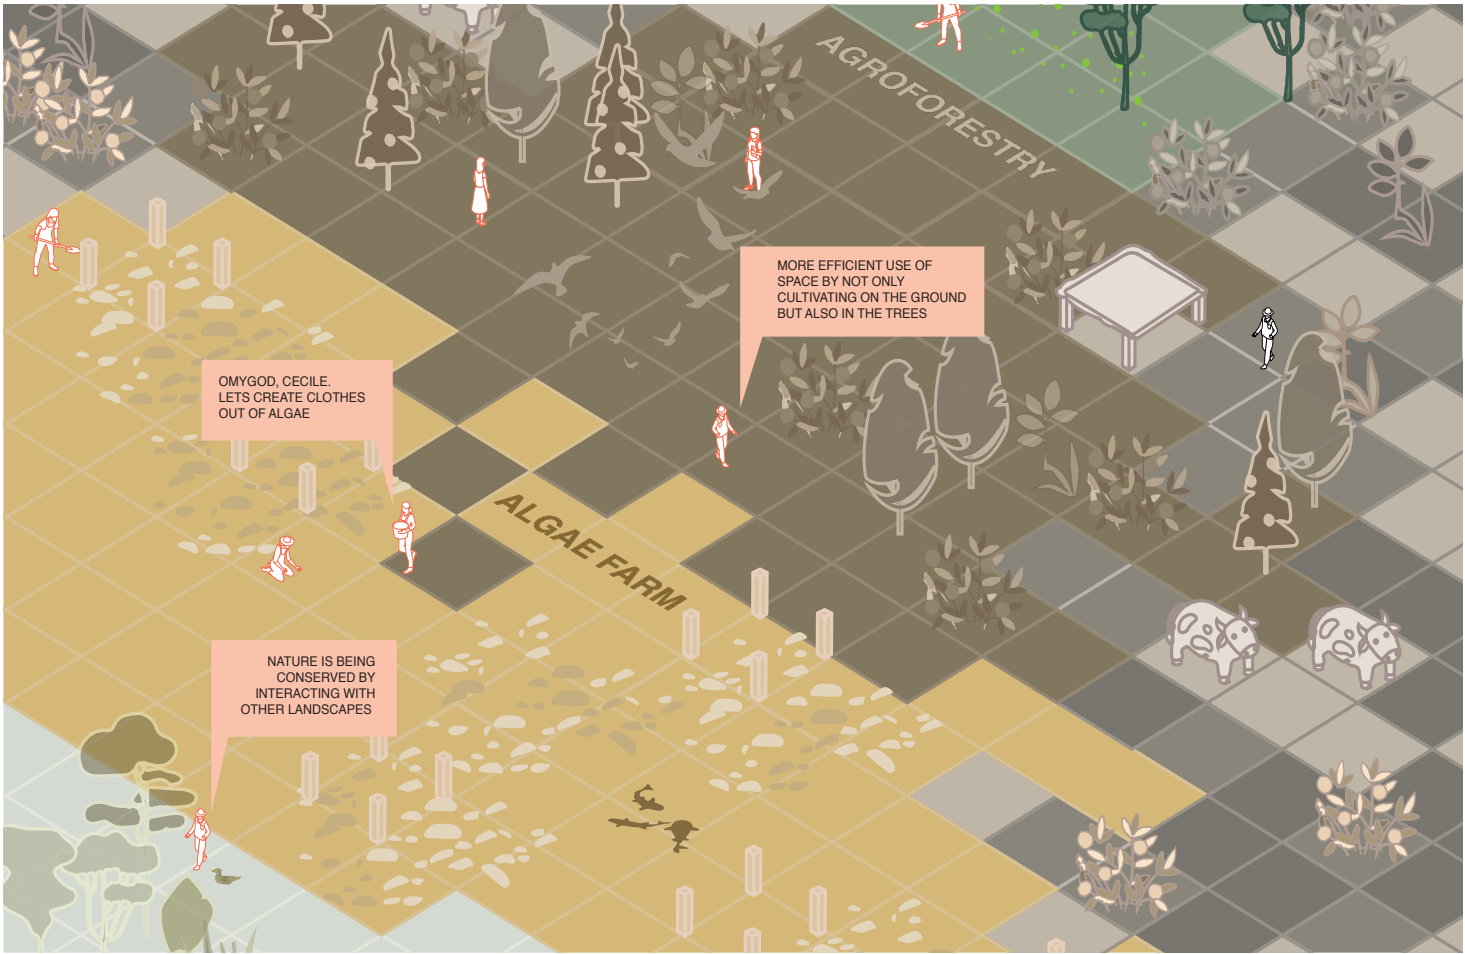 AGROFORESTRY
MORE EFFICIENT USE OF
SPACE BY NOT ONLY
CULTIVATING ON THE GROUND
BUT ALSO IN THE TREES
OMYGOD, CECILE.
LETS CREATE CLOTHES
OUT OF ALGAE
ALGAE FARM
NATURE IS BEING
CONSERVED BY
INTERACTING WITH
OTHER LANDSCAPES